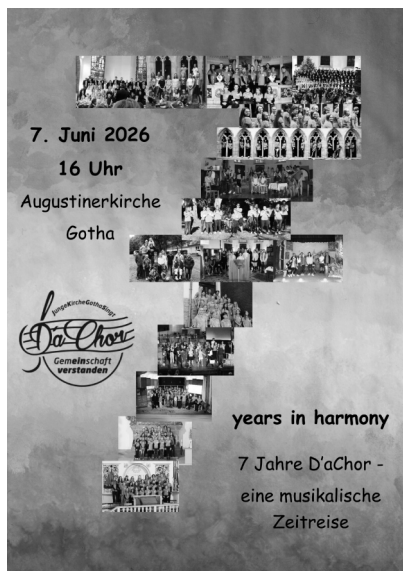 7. Juni 2026
16 Uhr
Augustinerkirche
Gotha
JungeKircheGothaSingt
D'aChor
Gemeinschaft
verstanden
years in harmony
7 Jahre D'aChor -
eine musikalische
Zeitreise